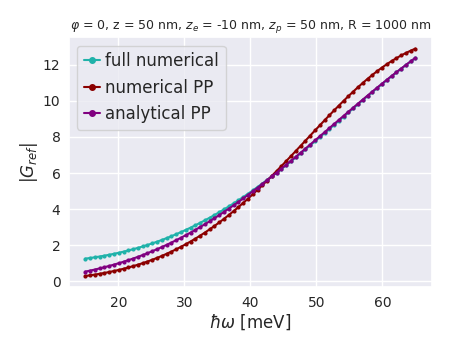 φ = 0, z = 50 nm, z_e = -10 nm, z_p = 50 nm, R = 1000 nm
full numerical
numerical PP
analytical PP
|G_ref|
12
10
8
6
4
2
0
20 30 40 50 60
ħω [meV]